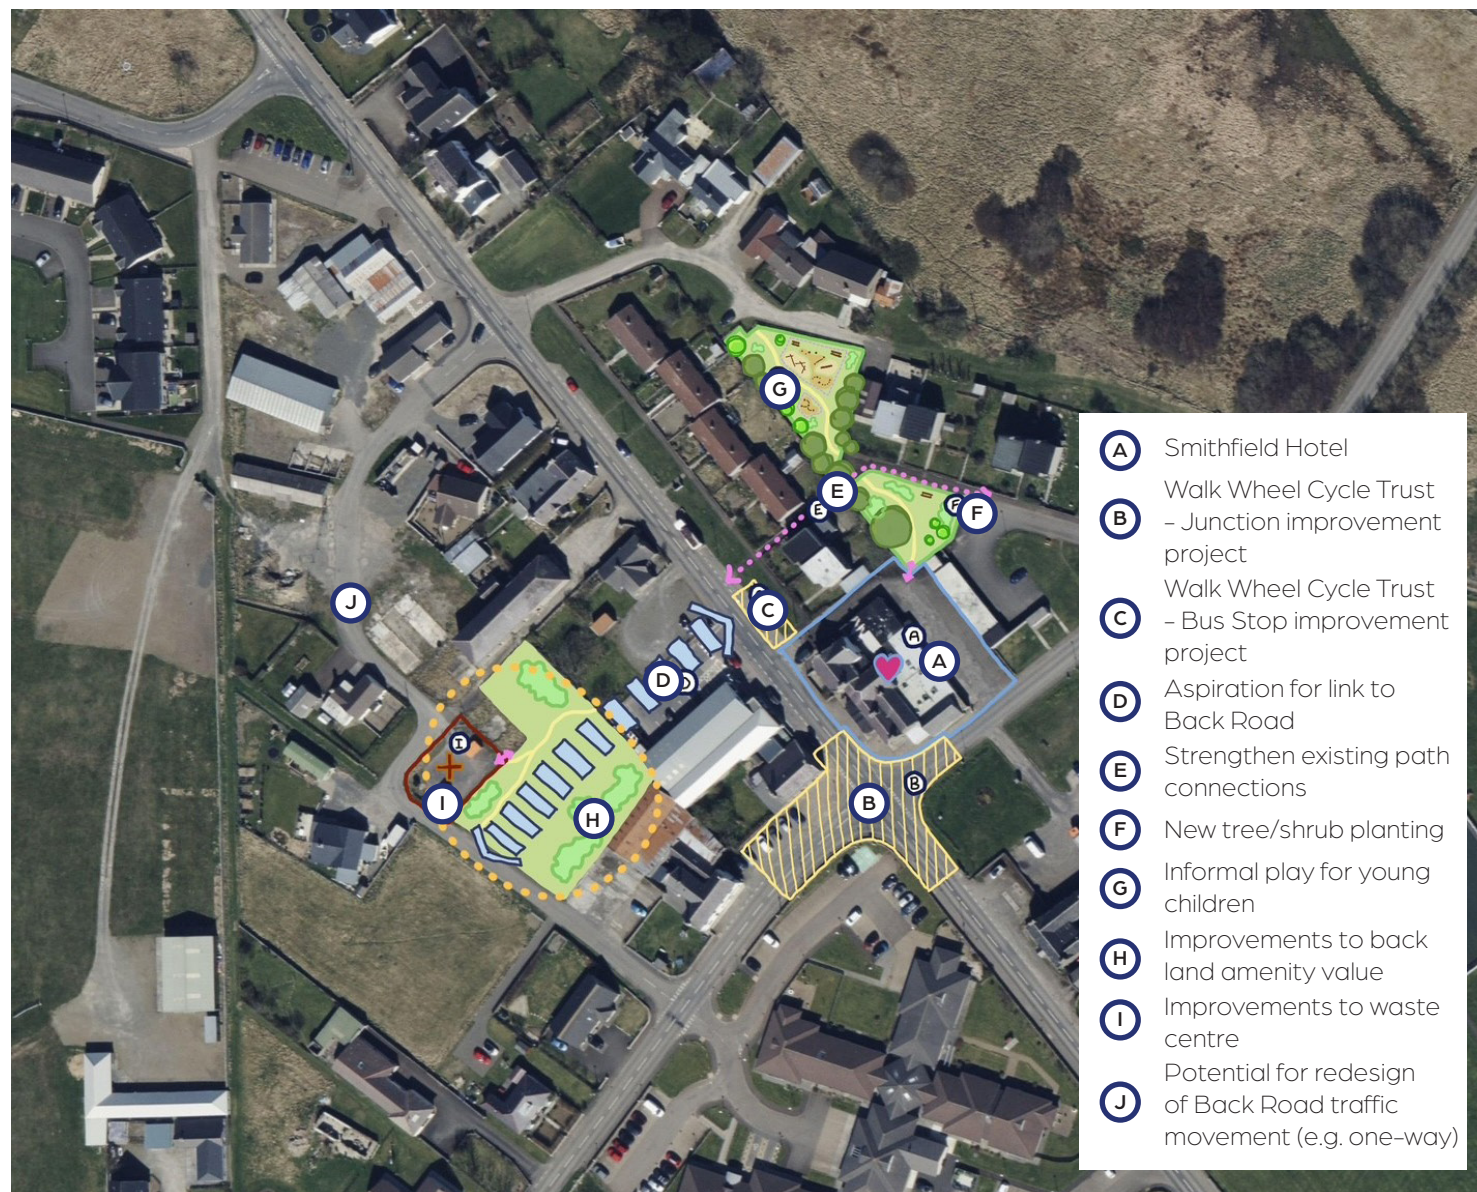 G
E
E
F
F
C
J
A
A
D
D
I
I
H
B
B
A Smithfield Hotel
B Walk Wheel Cycle Trust
- Junction improvement
project
C Walk Wheel Cycle Trust
- Bus Stop improvement
project
D Aspiration for link to
Back Road
E Strengthen existing path
connections
F New tree/shrub planting
G Informal play for young
children
H Improvements to back
land amenity value
I Improvements to waste
centre
J Potential for redesign
of Back Road traffic
movement (e.g. one-way)